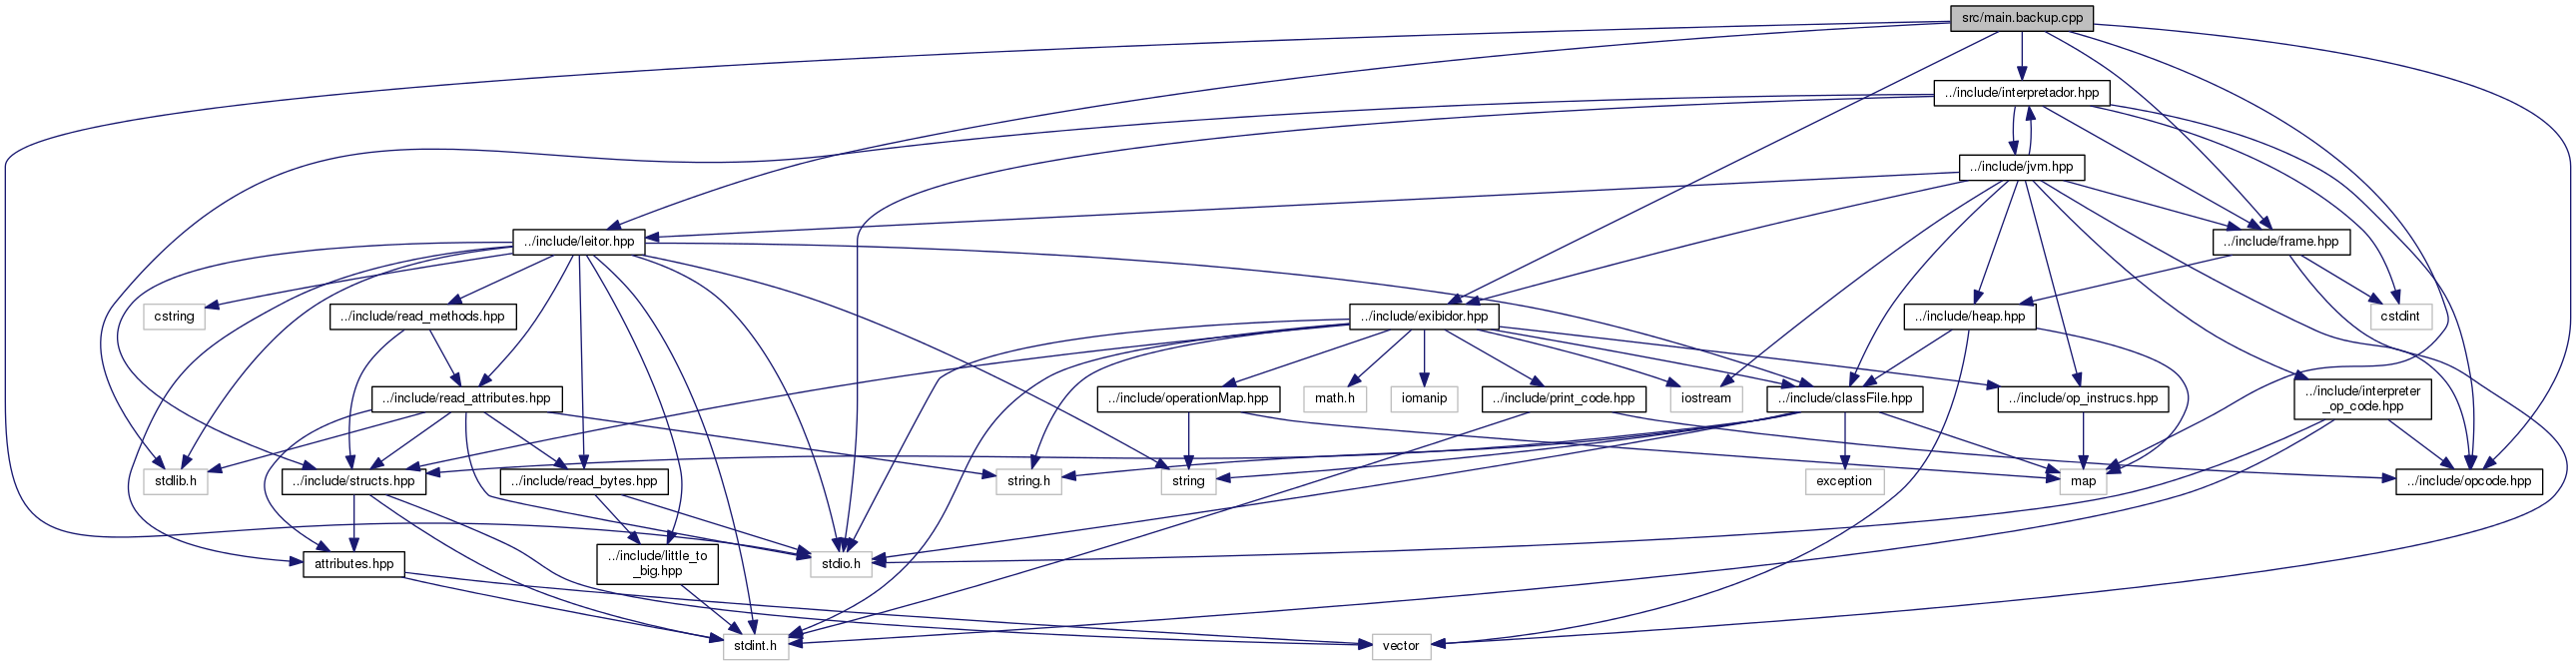 src/main.backup.cpp
../include/interpretador.hpp
../include/jvm.hpp
../include/leitor.hpp
../include/frame.hpp
cstring
../include/read_methods.hpp
../include/exibidor.hpp
../include/heap.hpp
cstdint
../include/read_attributes.hpp
../include/operationMap.hpp
math.h
iomanip
../include/print_code.hpp
iostream
../include/classFile.hpp
../include/op_instrucs.hpp
../include/interpreter
_op_code.hpp
stdlib.h
../include/structs.hpp
../include/read_bytes.hpp
string.h
string
exception
map
../include/opcode.hpp
attributes.hpp
../include/little_to
_big.hpp
stdio.h
stdint.h
vector